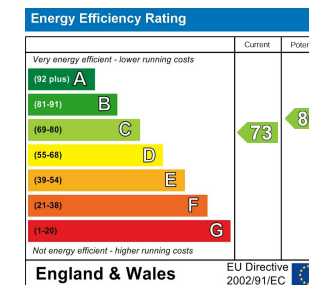 Energy Efficiency Rating
Current
Very energy efficient - lower running costs
(92 plus) A
(81-91) B
(69-80) C
73
(55-68) D
(39-54) E
(21-38) F
(1-20) G
Not energy efficient - higher running costs
England & Wales
EU Directive
2002/91/EC